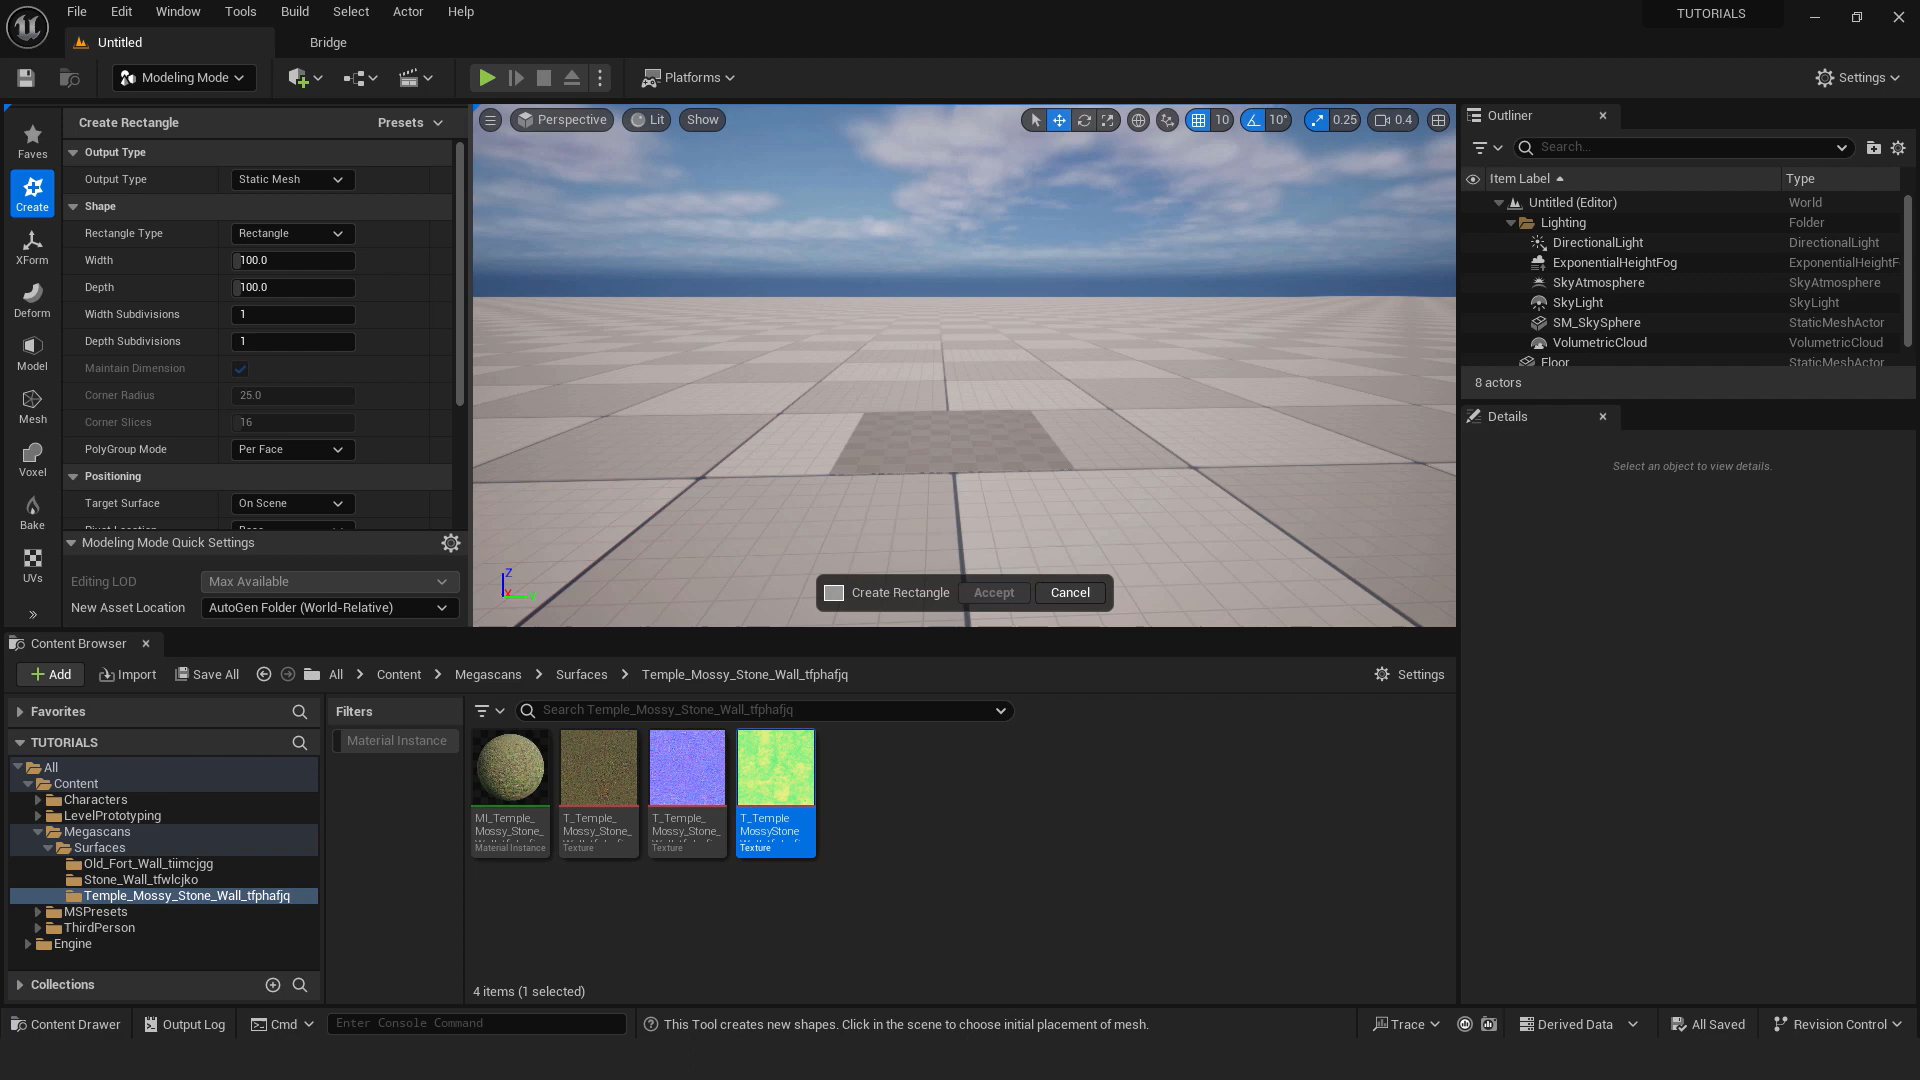 File Edit Window Tools Build Select Actor Help
TUTORIALS
Untitled
Bridge
Modeling Mode
Platforms
Settings
Create Rectangle
Presets
Output Type
Output Type Static Mesh
Shape
Rectangle Type Rectangle
Width 100.0
Depth 100.0
Width Subdivisions 1
Depth Subdivisions 1
Maintain Dimension
Corner Radius 25.0
Corner Slices 16
PolyGroup Mode Per Face
Positioning
Target Surface On Scene
Faves
Create
XForm
Deform
Model
Mesh
Voxel
Bake
UVs
Modeling Mode Quick Settings
Editing LOD Max Available
New Asset Location AutoGen Folder (World-Relative)
Perspective Lit Show
10 10° 0.25 0.4
Z
X
Y
Create Rectangle Accept Cancel
Outliner
Search...
Item Label Type
Untitled (Editor) World
Lighting Folder
DirectionalLight DirectionalLight
ExponentialHeightFog ExponentialHeightF
SkyAtmosphere SkyAtmosphere
SkyLight SkyLight
SM_SkySphere StaticMeshActor
VolumetricCloud VolumetricCloud
Floor StaticMeshActor
8 actors
Details
Select an object to view details.
Content Browser
Add Import Save All All Content Megascans Surfaces Temple_Mossy_Stone_Wall_tfphafjq Settings
Favorites
TUTORIALS
All
Content
Characters
LevelPrototyping
Megascans
Surfaces
Old_Fort_Wall_tiimcjgg
Stone_Wall_tfwlcjko
Temple_Mossy_Stone_Wall_tfphafjq
MSPresets
ThirdPerson
Engine
Collections
Filters
Material Instance
Search Temple_Mossy_Stone_Wall_tfphafjq
MI_Temple_
Mossy_Stone_
Material Instance
T_Temple_
Mossy_Stone_
Texture
T_Temple_
Mossy_Stone_
Texture
T_Temple
MossyStone
Texture
4 items (1 selected)
Content Drawer Output Log Cmd Enter Console Command This Tool creates new shapes. Click in the scene to choose initial placement of mesh. Trace Derived Data All Saved Revision Control